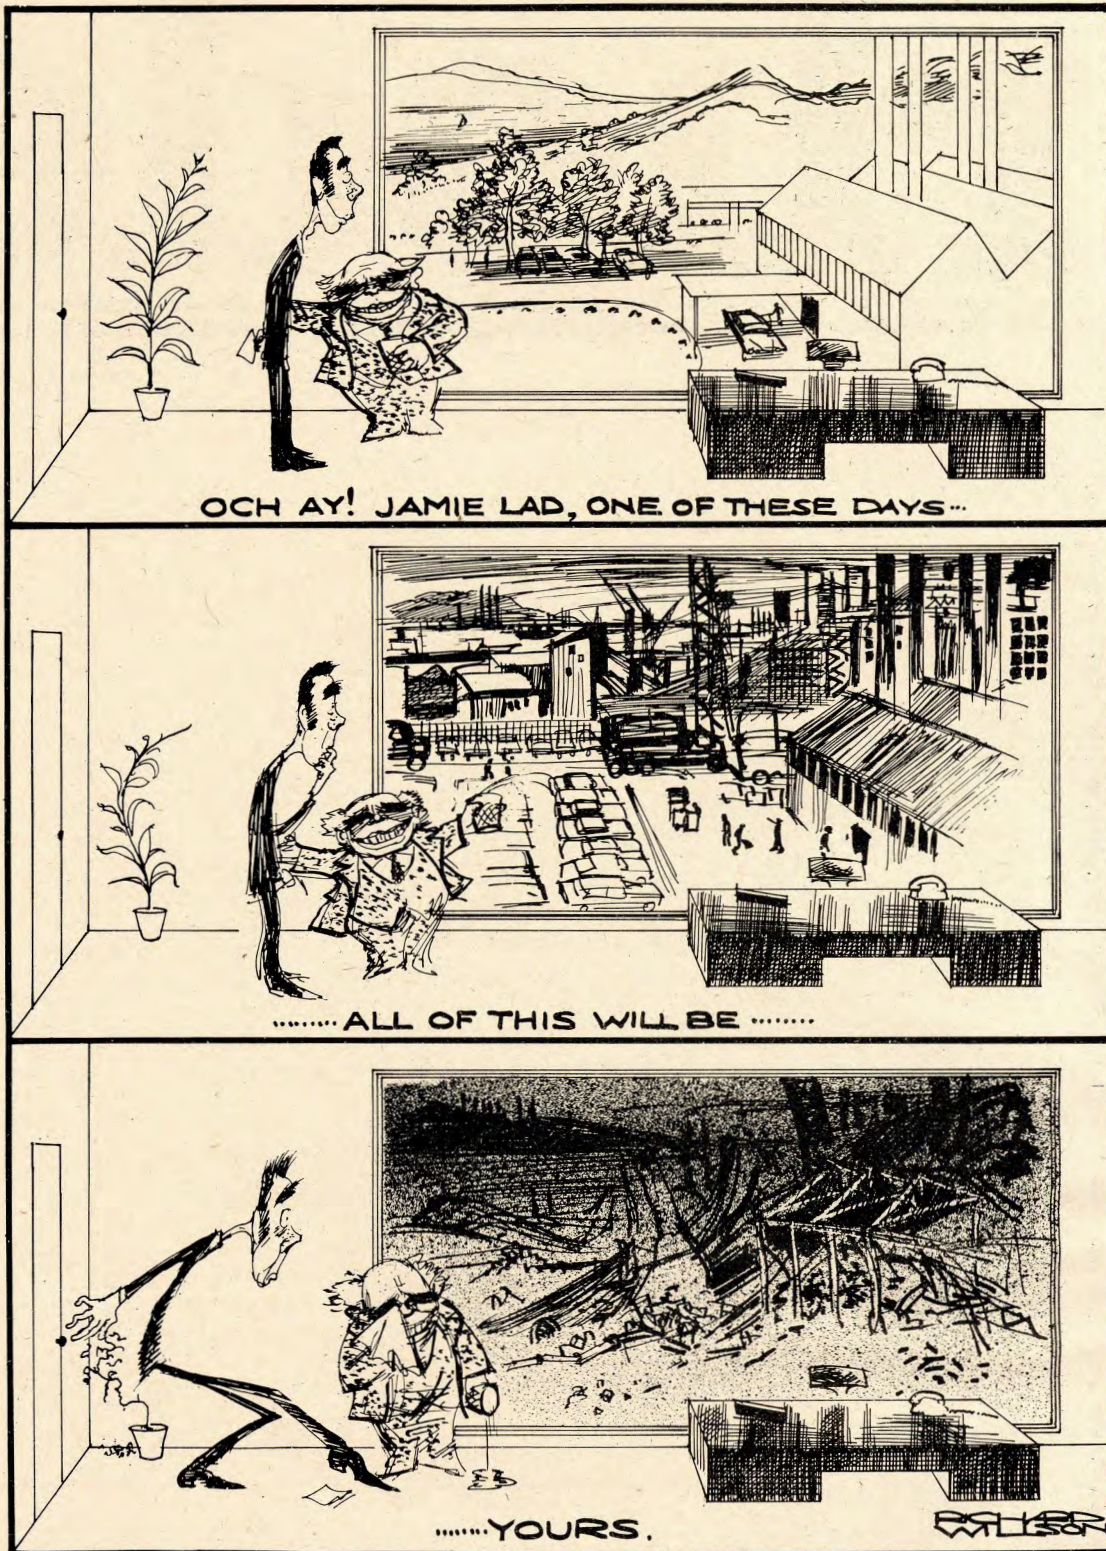 OCH AY! JAMIE LAD, ONE OF THESE DAYS...
.........ALL OF THIS WILL BE ........
.......YOURS.
RICHARD
WILLSON